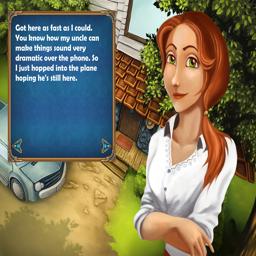 Got here as fast as I could.
You know how my uncle can
make things sound very
dramatic over the phone. So
I just hopped into the plane
hoping he's still here.